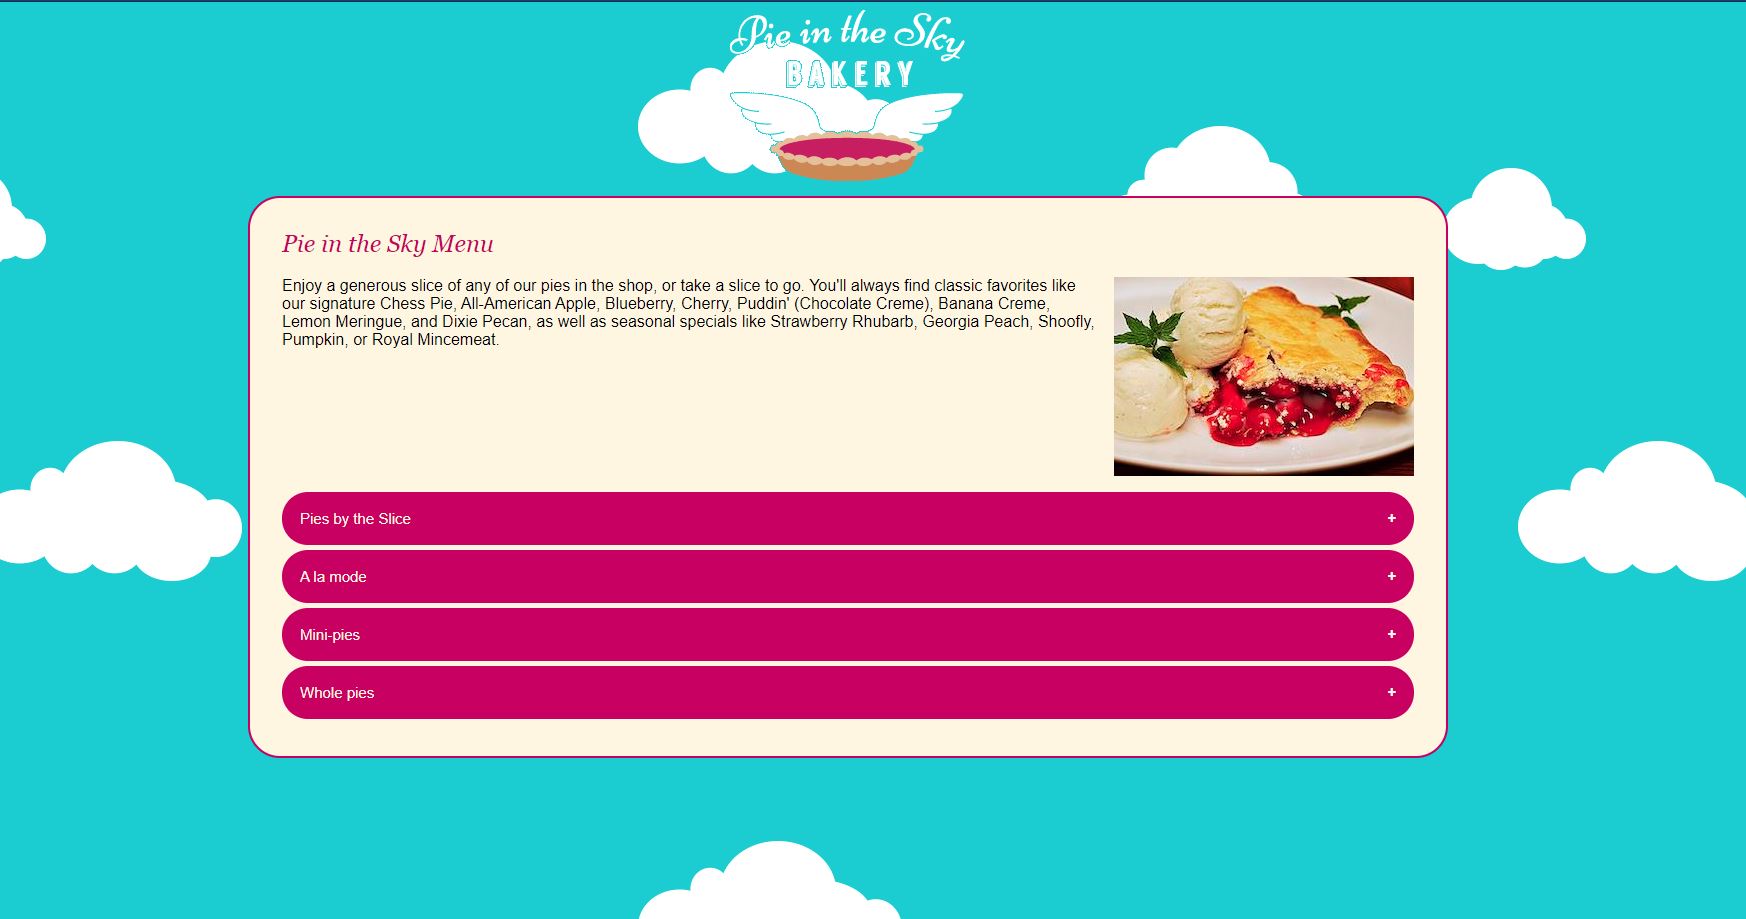 Pie in the Sky
BAKERY
Pie in the Sky Menu
Enjoy a generous slice of any of our pies in the shop, or take a slice to go. You'll always find classic favorites like
our signature Chess Pie, All-American Apple, Blueberry, Cherry, Puddin' (Chocolate Creme), Banana Creme,
Lemon Meringue, and Dixie Pecan, as well as seasonal specials like Strawberry Rhubarb, Georgia Peach, Shoofly,
Pumpkin, or Royal Mincemeat.
Pies by the Slice +
A la mode +
Mini-pies +
Whole pies +